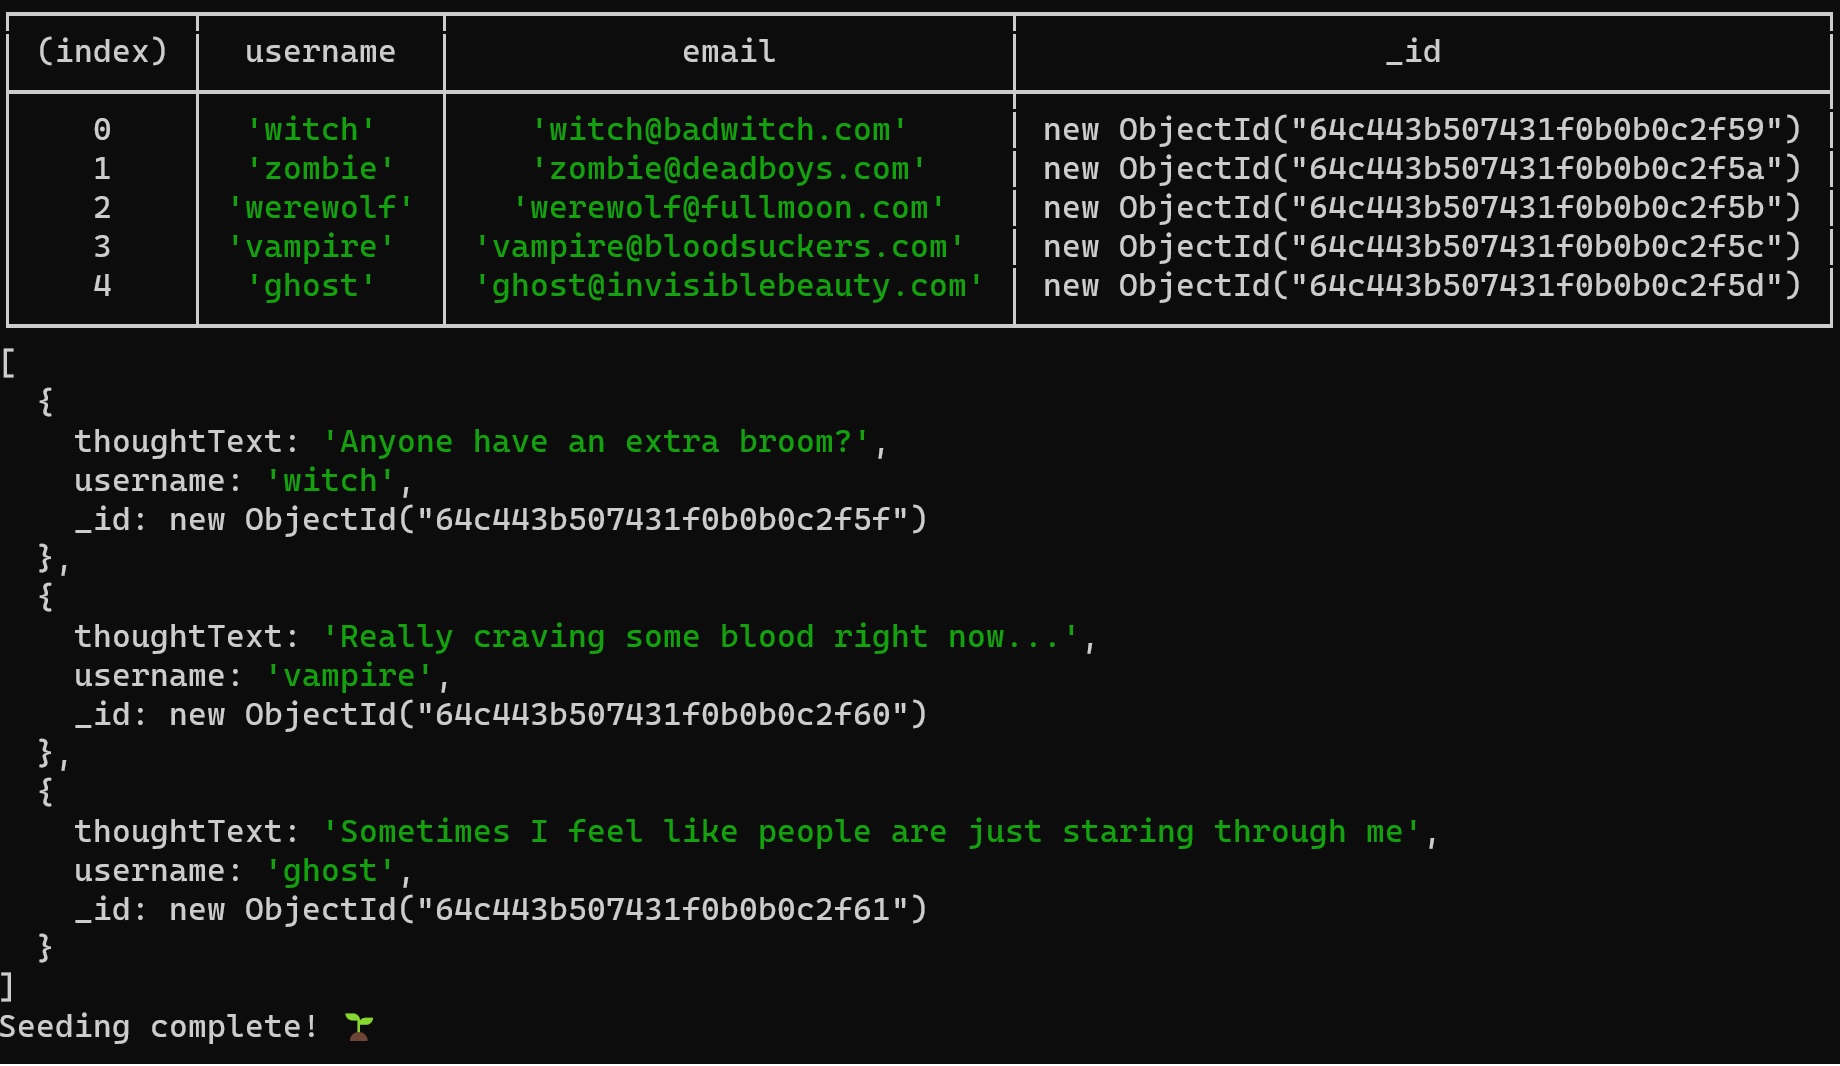 (index) username email _id
0 'witch' 'witch@badwitch.com' new ObjectId("64c443b507431f0b0b0c2f59")
1 'zombie' 'zombie@deadboys.com' new ObjectId("64c443b507431f0b0b0c2f5a")
2 'werewolf' 'werewolf@fullmoon.com' new ObjectId("64c443b507431f0b0b0c2f5b")
3 'vampire' 'vampire@bloodsuckers.com' new ObjectId("64c443b507431f0b0b0c2f5c")
4 'ghost' 'ghost@invisiblebeauty.com' new ObjectId("64c443b507431f0b0b0c2f5d")
[
  {
    thoughtText: 'Anyone have an extra broom?',
    username: 'witch',
    _id: new ObjectId("64c443b507431f0b0b0c2f5f")
  },
  {
    thoughtText: 'Really craving some blood right now...',
    username: 'vampire',
    _id: new ObjectId("64c443b507431f0b0b0c2f60")
  },
  {
    thoughtText: 'Sometimes I feel like people are just staring through me',
    username: 'ghost',
    _id: new ObjectId("64c443b507431f0b0b0c2f61")
  }
]
Seeding complete! 🌱